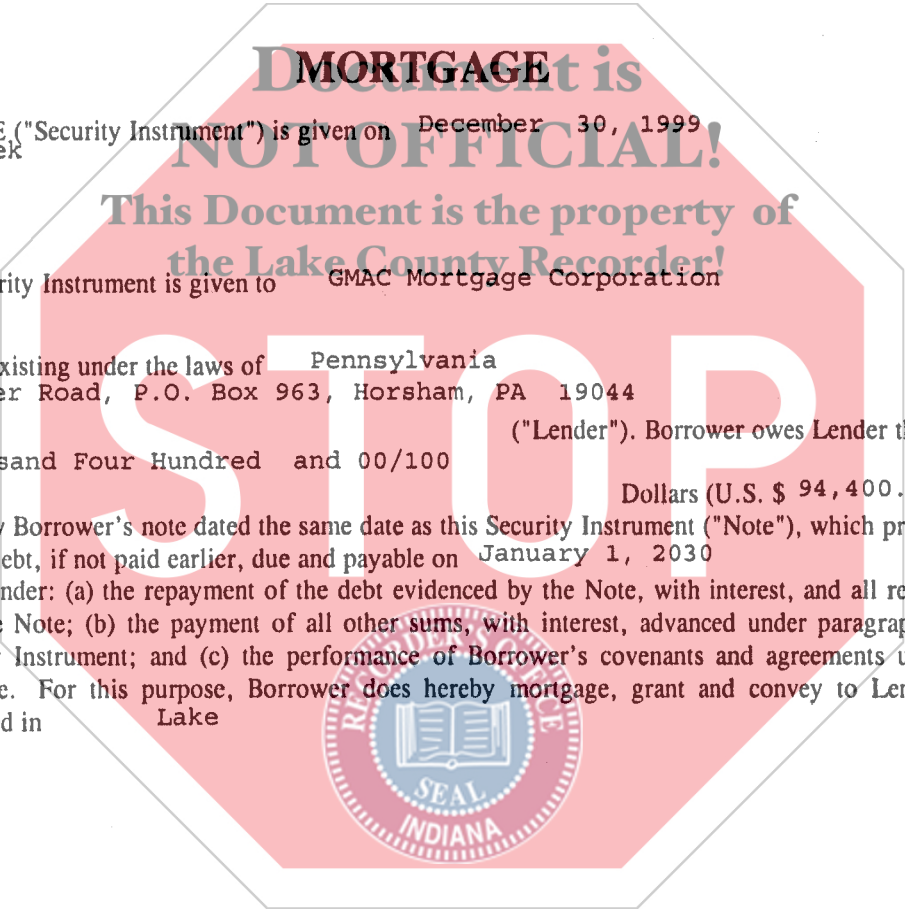 Document is
MORTGAGE
E ("Security Instrument") is given on December 30, 1999
ek
NOT OFFICIAL!
This Document is the property of
the Lake County Recorder!
rity Instrument is given to GMAC Mortgage Corporation
xisting under the laws of Pennsylvania
er Road, P.O. Box 963, Horsham, PA 19044
("Lender"). Borrower owes Lender th
sand Four Hundred and 00/100
Dollars (U.S. $ 94,400.
STOP
y Borrower's note dated the same date as this Security Instrument ("Note"), which pr
ebt, if not paid earlier, due and payable on January 1, 2030
nder: (a) the repayment of the debt evidenced by the Note, with interest, and all re
e Note; (b) the payment of all other sums, with interest, advanced under paragrap
y Instrument; and (c) the performance of Borrower's covenants and agreements u
e. For this purpose, Borrower does hereby mortgage, grant and convey to Len
d in Lake
RECORDER'S OFFICE
SEAL
INDIANA